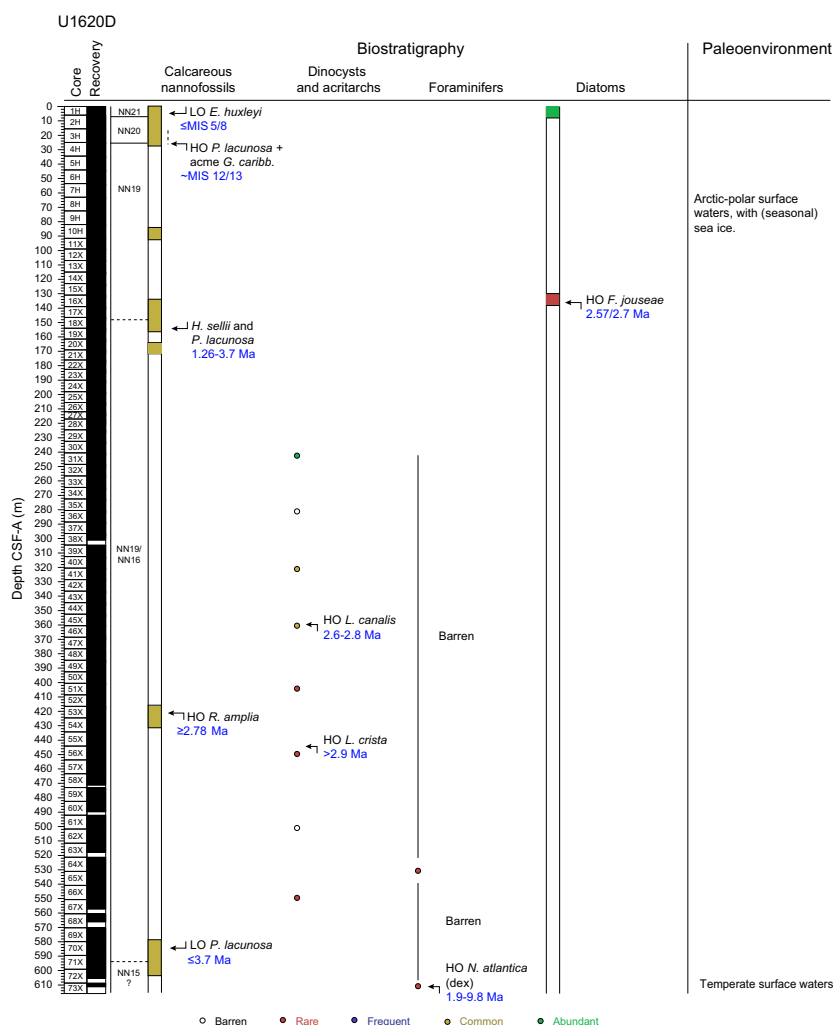 U1620D
Biostratigraphy
Paleoenvironment
Core
Recovery
Calcareous
nannofossils
Dinocysts
and acritarchs
Foraminifers
Diatoms
Depth CSF-A (m)
0
10
20
30
40
50
60
70
80
90
100
110
120
130
140
150
160
170
180
190
200
210
220
230
240
250
260
270
280
290
300
310
320
330
340
350
360
370
380
390
400
410
420
430
440
450
460
470
480
490
500
510
520
530
540
550
560
570
580
590
600
610
1H
2H
3H
4H
5H
6H
7H
8H
9H
10H
11X
12X
13X
14X
15X
16X
17X
18X
19X
20X
21X
22X
23X
24X
25X
26X
27X
28X
29X
30X
31X
32X
33X
34X
35X
36X
37X
38X
39X
40X
41X
42X
43X
44X
45X
46X
47X
48X
49X
50X
51X
52X
53X
54X
55X
56X
57X
58X
59X
60X
61X
62X
63X
64X
65X
66X
67X
68X
69X
70X
71X
72X
73X
NN21
NN20
NN19
NN19/
NN16
NN15
?
LO E. huxleyi
≤MIS 5/8
HO P. lacunosa +
acme G. caribb.
~MIS 12/13
H. sellii and
P. lacunosa
1.26-3.7 Ma
HO R. amplia
≥2.78 Ma
LO P. lacunosa
≤3.7 Ma
HO L. canalis
2.6-2.8 Ma
HO L. crista
>2.9 Ma
Barren
Barren
HO N. atlantica
(dex)
1.9-9.8 Ma
HO F. jouseae
2.57/2.7 Ma
Arctic-polar surface
waters, with (seasonal)
sea ice.
Temperate surface waters
Barren Rare Frequent Common Abundant